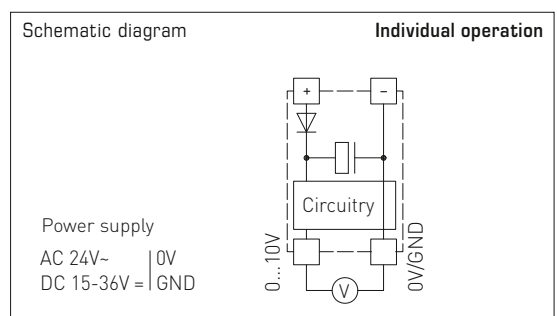 Schematic diagram
Individual operation
+
−
Circuitry
Power supply
AC 24V~ | 0V
DC 15-36V = | GND
0...10V
0V/GND
V